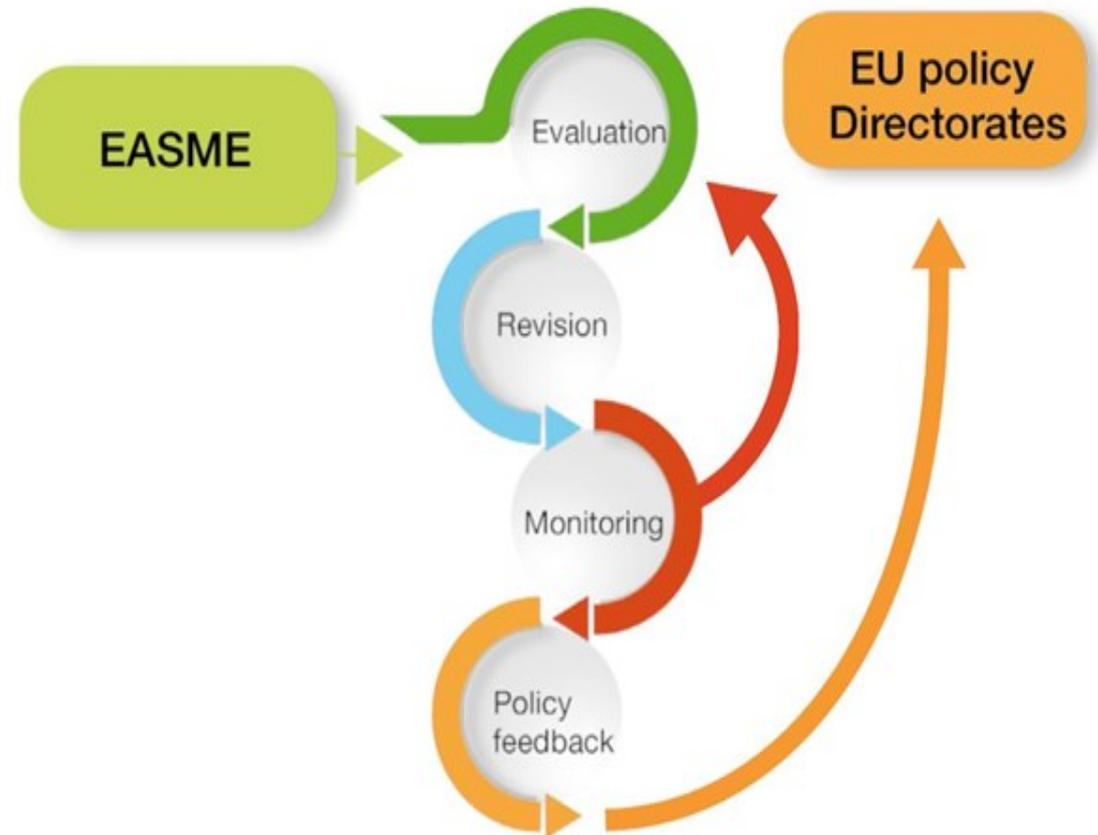 EASME
EU policy
Directorates
Evaluation
Revision
Monitoring
Policy
feedback